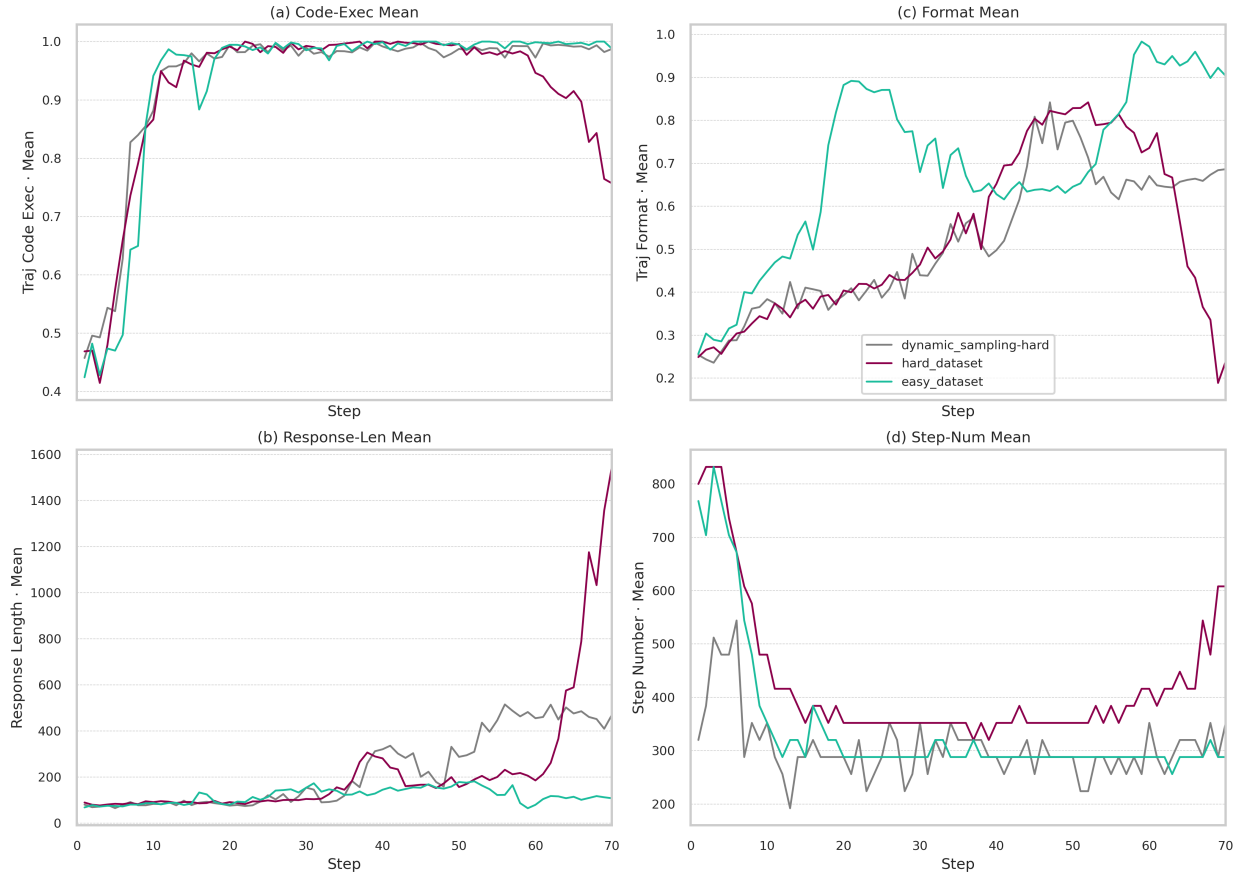 (a) Code-Exec Mean
Traj Code Exec · Mean
1.0
0.9
0.8
0.7
0.6
0.5
0.4
Step
(c) Format Mean
Traj Format · Mean
1.0
0.9
0.8
0.7
0.6
0.5
0.4
0.3
0.2
dynamic_sampling-hard
hard_dataset
easy_dataset
Step
(b) Response-Len Mean
Response Length · Mean
1600
1400
1200
1000
800
600
400
200
0
0 10 20 30 40 50 60 70
Step
(d) Step-Num Mean
Step Number · Mean
800
700
600
500
400
300
200
0 10 20 30 40 50 60 70
Step